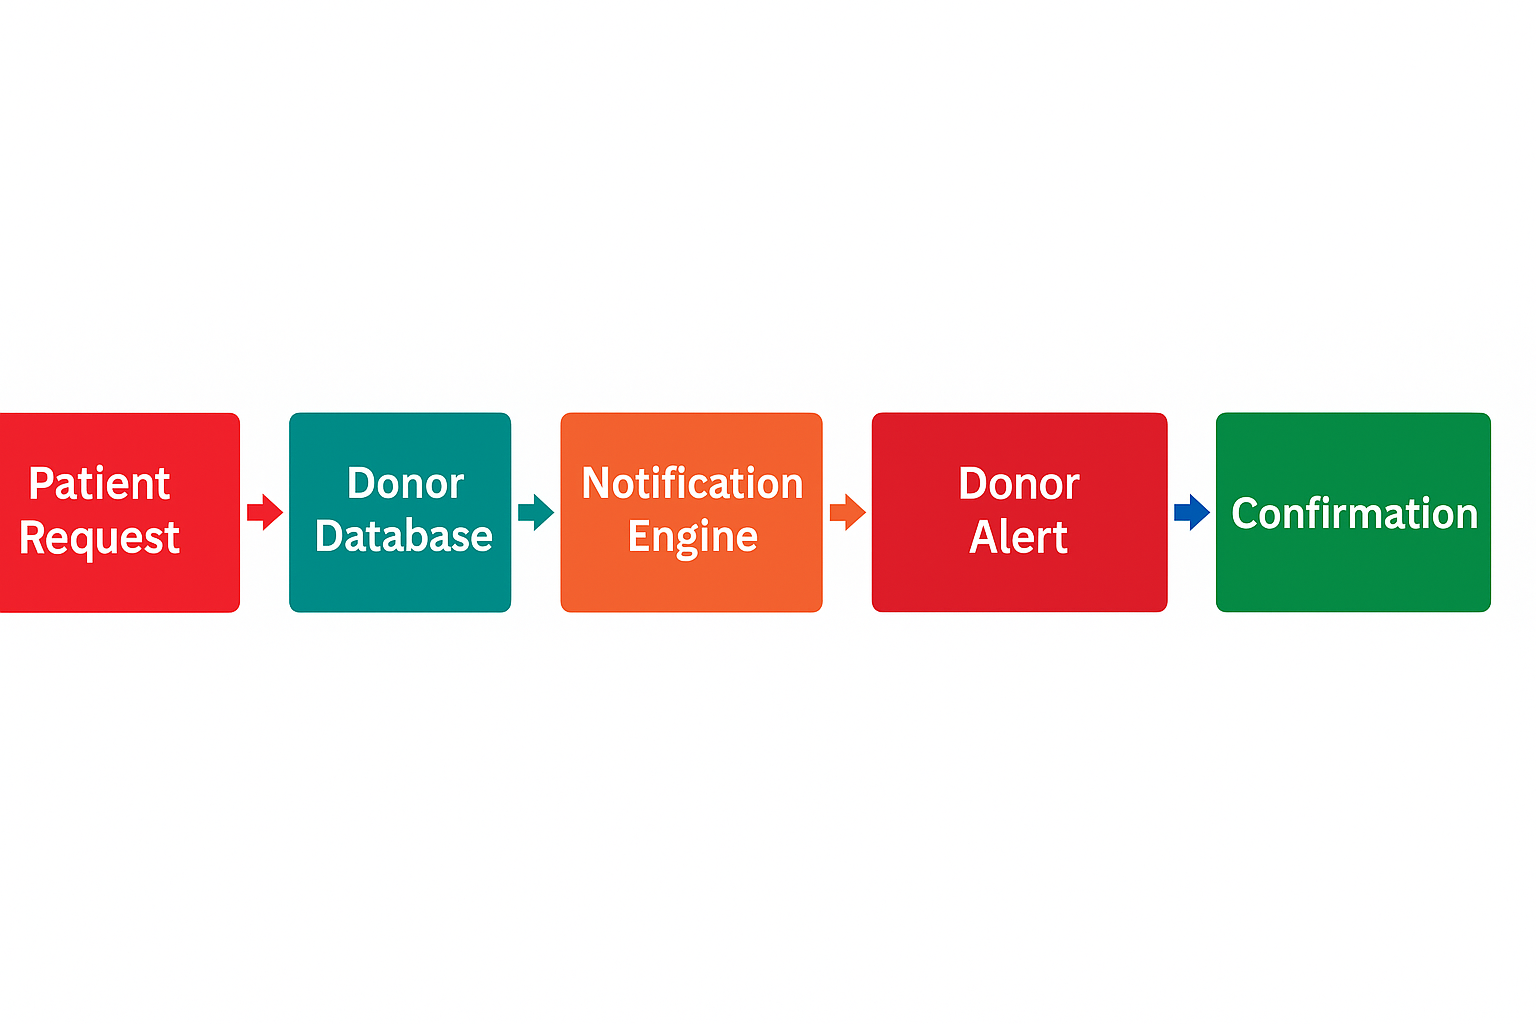 Patient
Request
Donor
Database
Notification
Engine
Donor
Alert
Confirmation